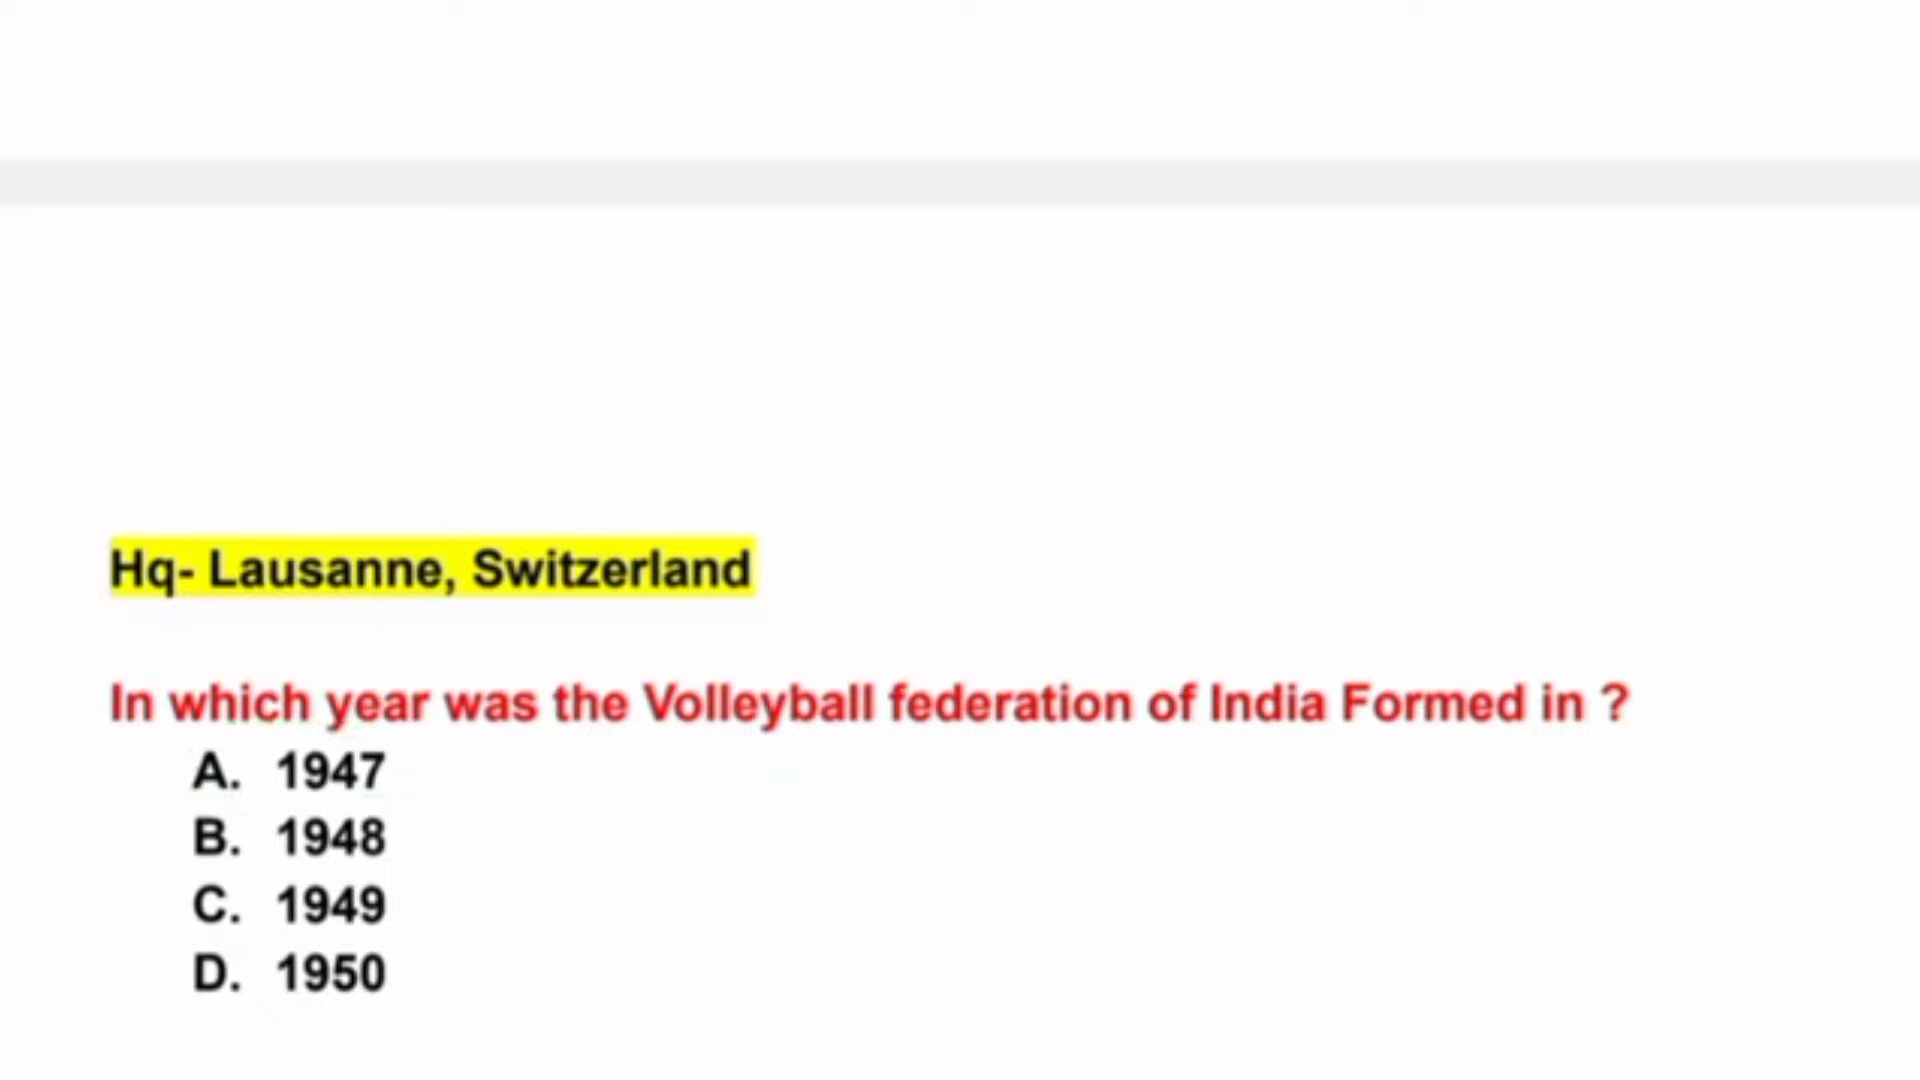 Hq- Lausanne, Switzerland
In which year was the Volleyball federation of India Formed in ?
A. 1947
B. 1948
C. 1949
D. 1950